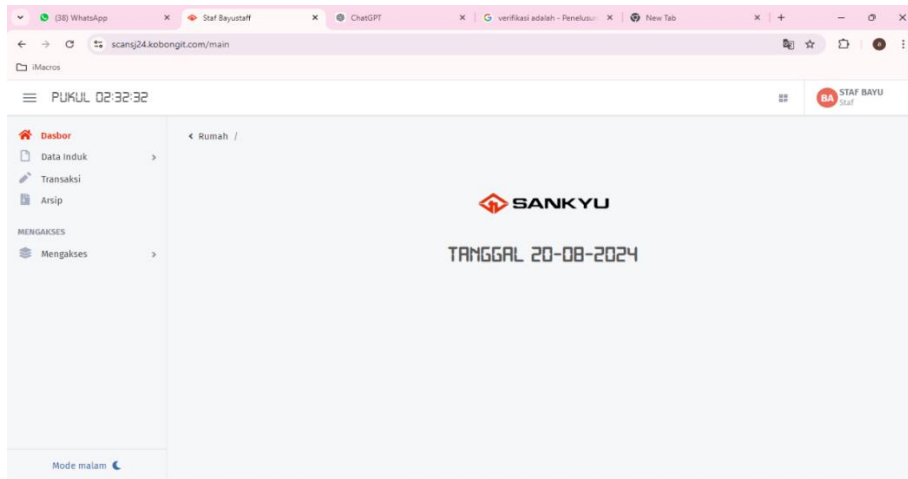 (38) WhatsApp
Staf Bayustaff
ChatGPT
verifikasi adalah - Penelusur
New Tab
scansj24.kobongit.com/main
iMacros
PUKUL 02:32:32
BA STAF BAYU
Staf
Dasbor
Rumah /
Data Induk
Transaksi
Arsip
SANKYU
MENGAKSES
TANGGAL 20-08-2024
Mengakses
Mode malam